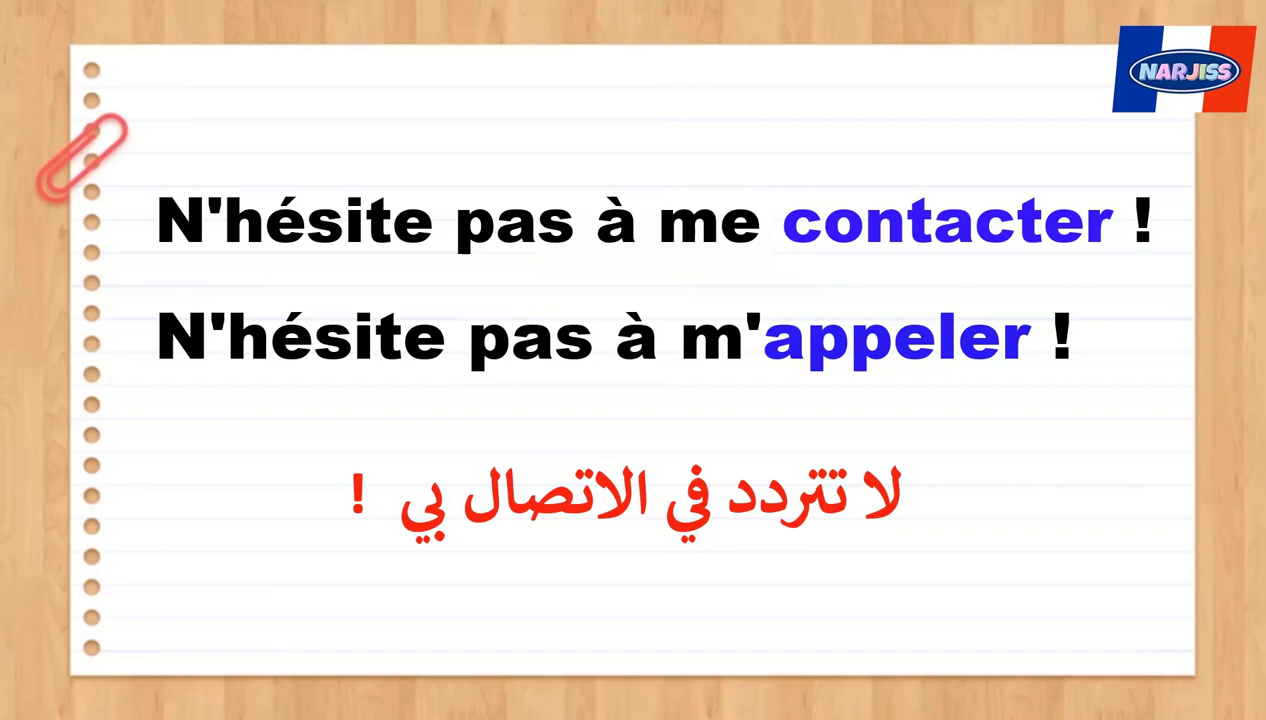 NARJISS
N'hésite pas à me contacter !
N'hésite pas à m'appeler !
لا تتردد في الاتصال بي !